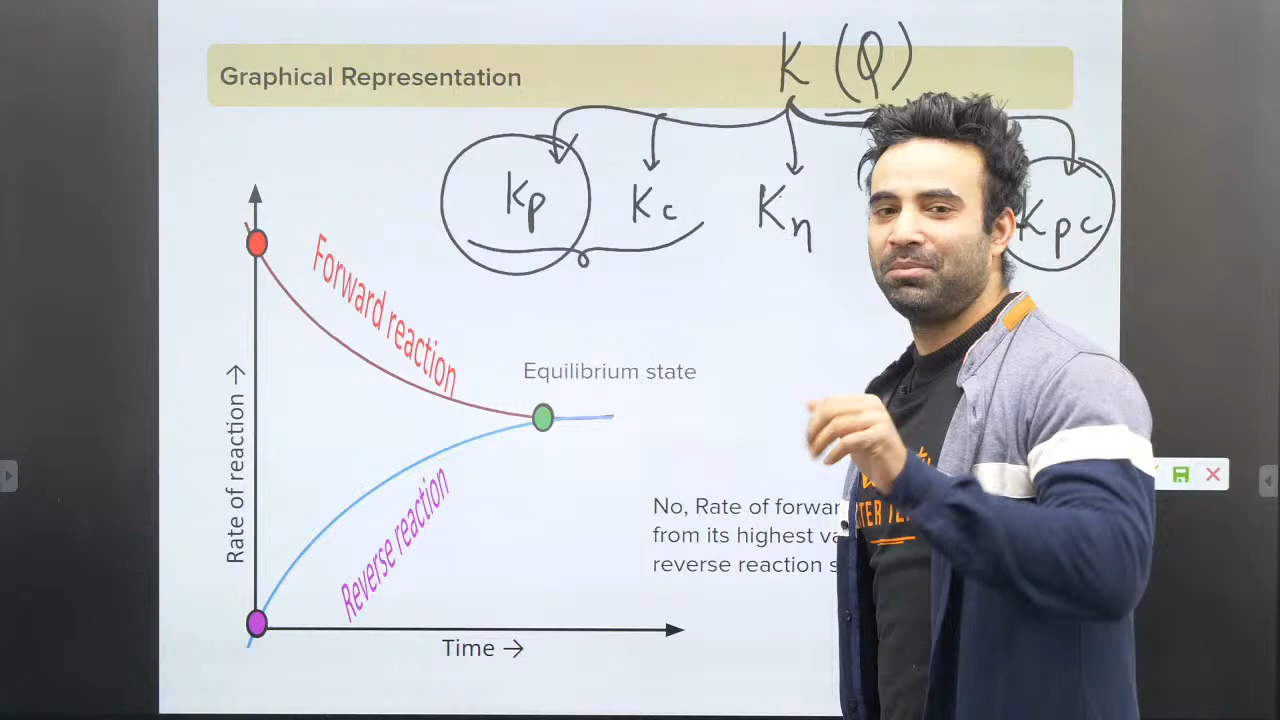 Graphical Representation
K (Q)
Kp Kc Kn Kpc
Forward reaction
Equilibrium state
Rate of reaction →
Reverse reaction
No, Rate of forwar
from its highest va
reverse reaction s
Time →